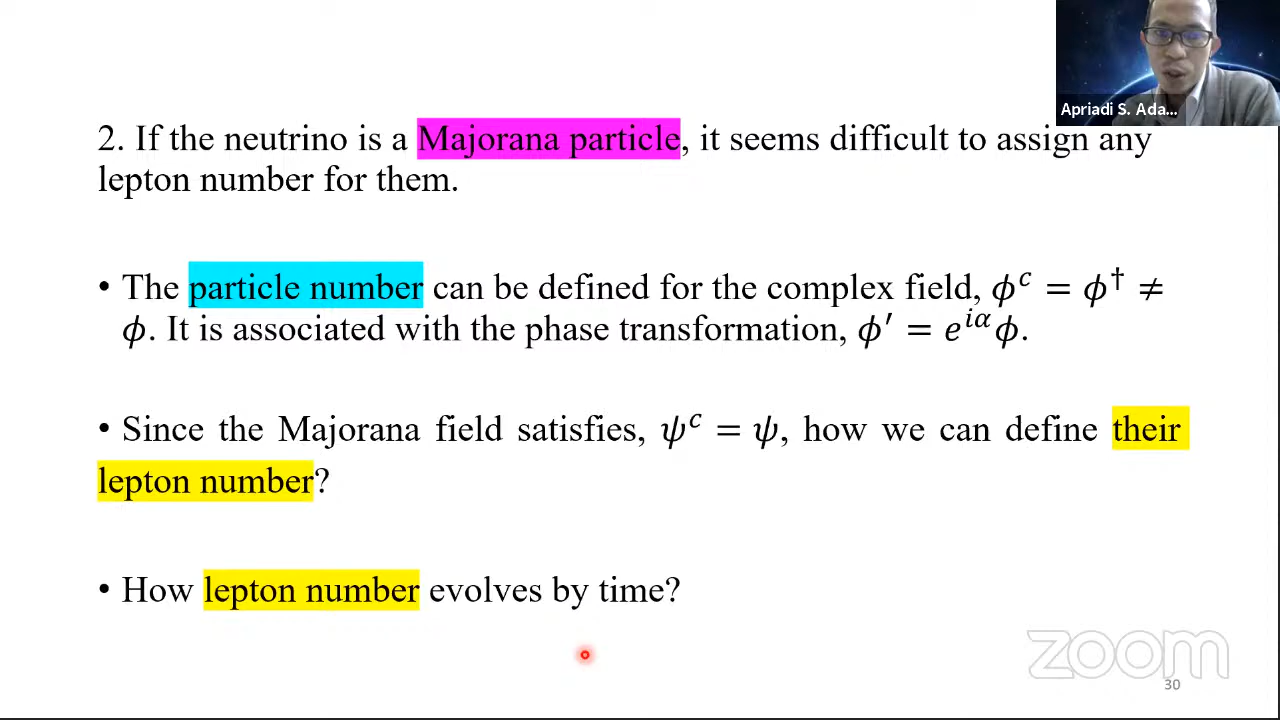 Apriadi S. Ada...
2. If the neutrino is a Majorana particle, it seems difficult to assign any
lepton number for them.
• The particle number can be defined for the complex field, ϕᶜ = ϕ† ≠
ϕ. It is associated with the phase transformation, ϕ′ = eⁱᵅϕ.
• Since the Majorana field satisfies, ψᶜ = ψ, how we can define their
lepton number?
• How lepton number evolves by time?
zoom
30